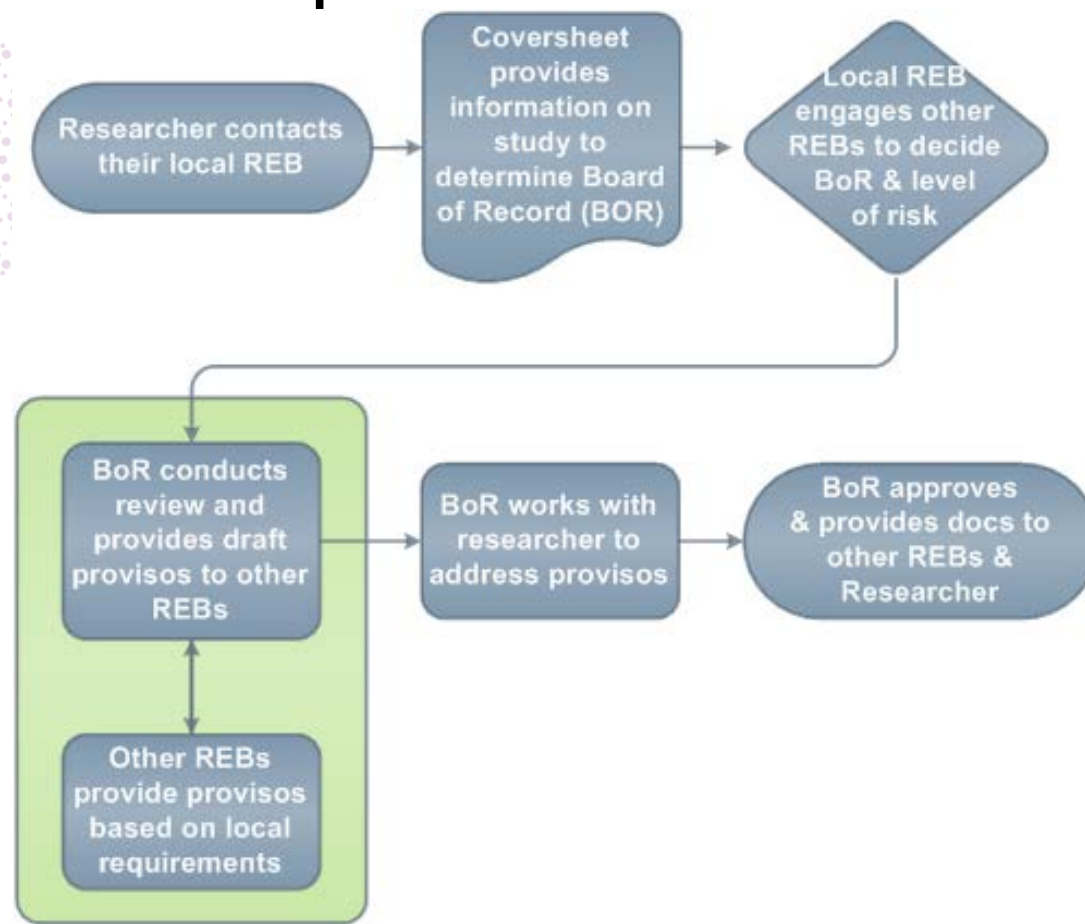 Researcher contacts
their local REB
Coversheet
provides
information on
study to
determine Board
of Record (BOR)
Local REB
engages other
REBs to decide
BoR & level
of risk
BoR conducts
review and
provides draft
provisos to other
REBs
Other REBs
provide provisos
based on local
requirements
BoR works with
researcher to
address provisos
BoR approves
& provides docs to
other REBs &
Researcher